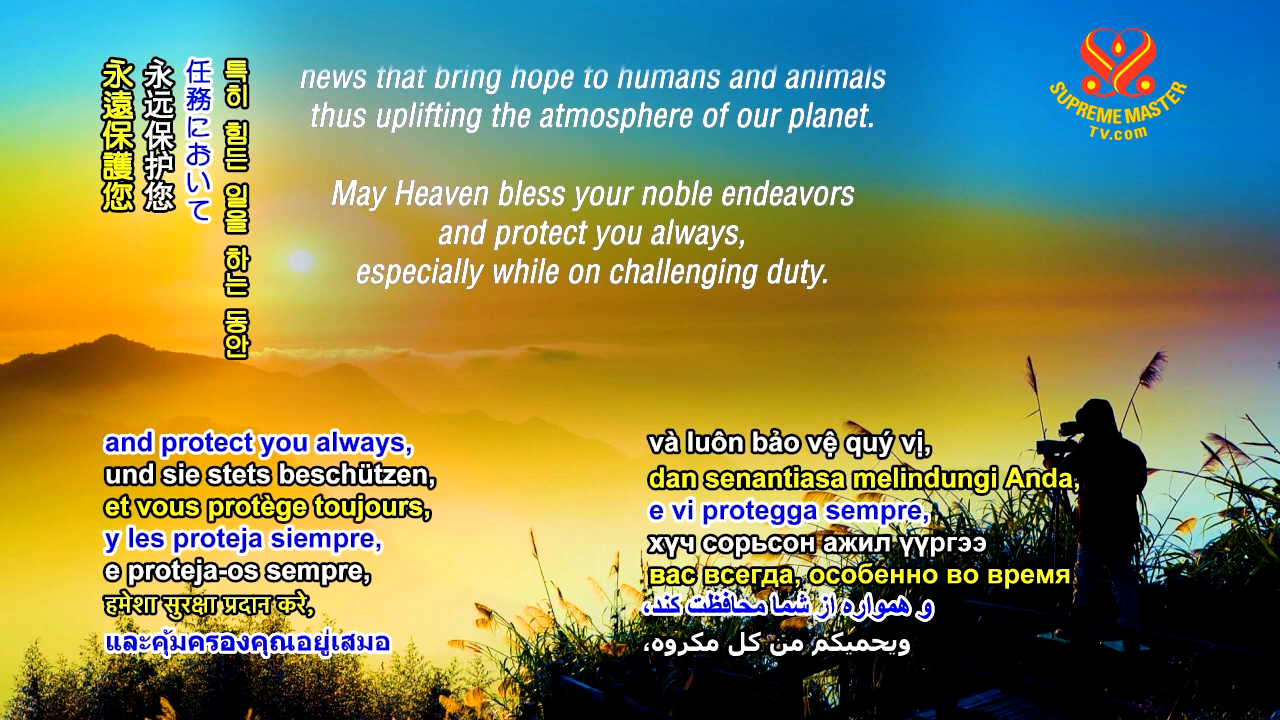 永遠保護您
永远保护您
任務において
특히 힘든 일을 하는 동안
news that bring hope to humans and animals
thus uplifting the atmosphere of our planet.
May Heaven bless your noble endeavors
and protect you always,
especially while on challenging duty.
SUPREME MASTER
TV.com
and protect you always,
und sie stets beschützen,
et vous protège toujours,
y les proteja siempre,
e proteja-os sempre,
हमेशा सुरक्षा प्रदान करे,
และคุ้มครองคุณอยู่เสมอ
và luôn bảo vệ quý vị,
dan senantiasa melindungi Anda,
e vi protegga sempre,
хүч сорьсон ажил үүргээ
вас всегда, особенно во время
و همواره از شما محافظت کند،
ويحميكم من كل مكروه،